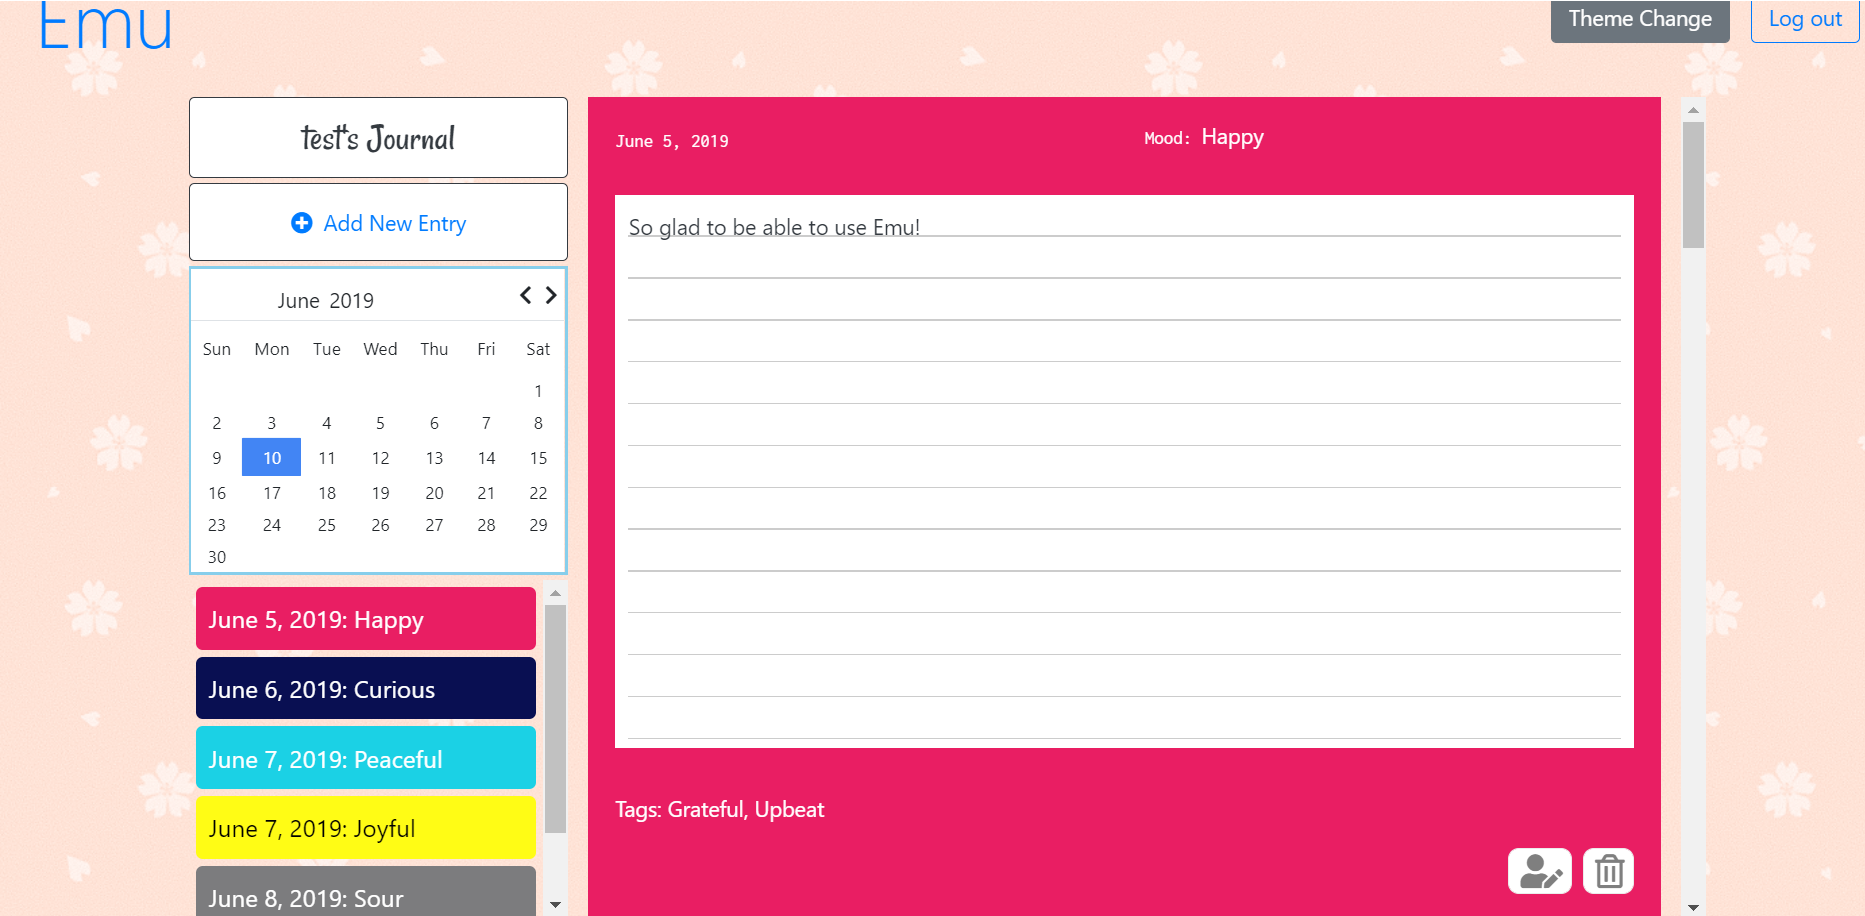 Emu
Theme Change
Log out
test's Journal
Add New Entry
June 2019
Sun Mon Tue Wed Thu Fri Sat
1
2 3 4 5 6 7 8
9 10 11 12 13 14 15
16 17 18 19 20 21 22
23 24 25 26 27 28 29
30
June 5, 2019: Happy
June 6, 2019: Curious
June 7, 2019: Peaceful
June 7, 2019: Joyful
June 8, 2019: Sour
June 5, 2019
Mood: Happy
So glad to be able to use Emu!
Tags: Grateful, Upbeat